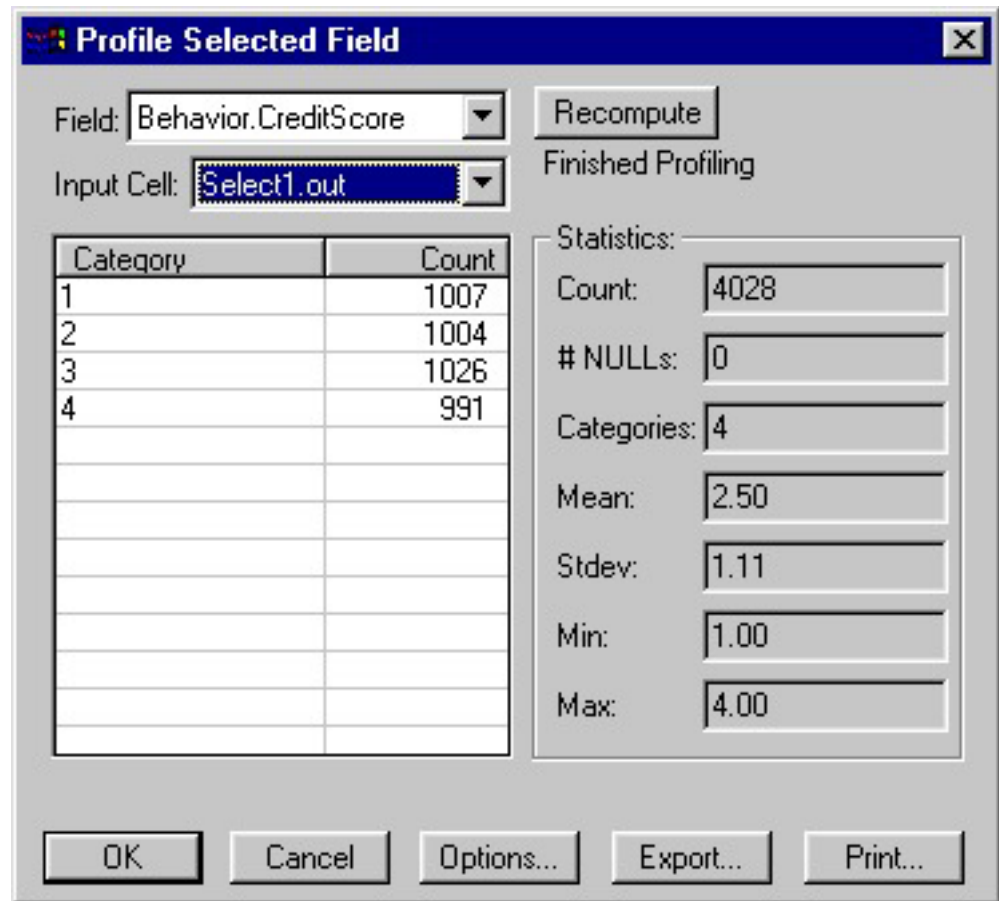 Profile Selected Field
Field: Behavior.CreditScore
Recompute
Input Cell: Select1.out
Finished Profiling
Category Count
1 1007
2 1004
3 1026
4 991
Statistics:
Count: 4028
# NULLs: 0
Categories: 4
Mean: 2.50
Stdev: 1.11
Min: 1.00
Max: 4.00
OK Cancel Options... Export... Print...